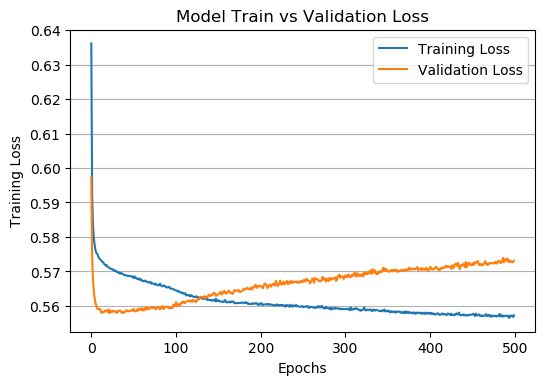 Model Train vs Validation Loss
Training Loss
Validation Loss
0.64
0.63
0.62
0.61
0.60
0.59
0.58
0.57
0.56
Training Loss
0 100 200 300 400 500
Epochs